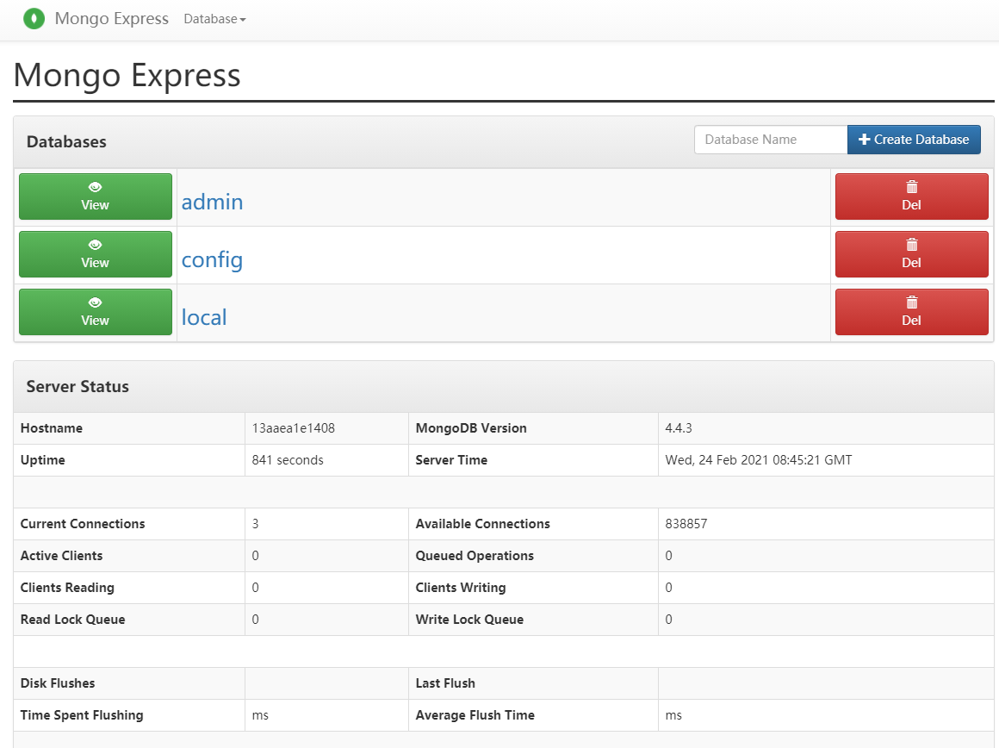 Mongo Express Database
Mongo Express
Databases Database Name Create Database
View admin Del
View config Del
View local Del
Server Status
Hostname 13aaea1e1408 MongoDB Version 4.4.3
Uptime 841 seconds Server Time Wed, 24 Feb 2021 08:45:21 GMT
Current Connections 3 Available Connections 838857
Active Clients 0 Queued Operations 0
Clients Reading 0 Clients Writing 0
Read Lock Queue 0 Write Lock Queue 0
Disk Flushes Last Flush
Time Spent Flushing ms Average Flush Time ms